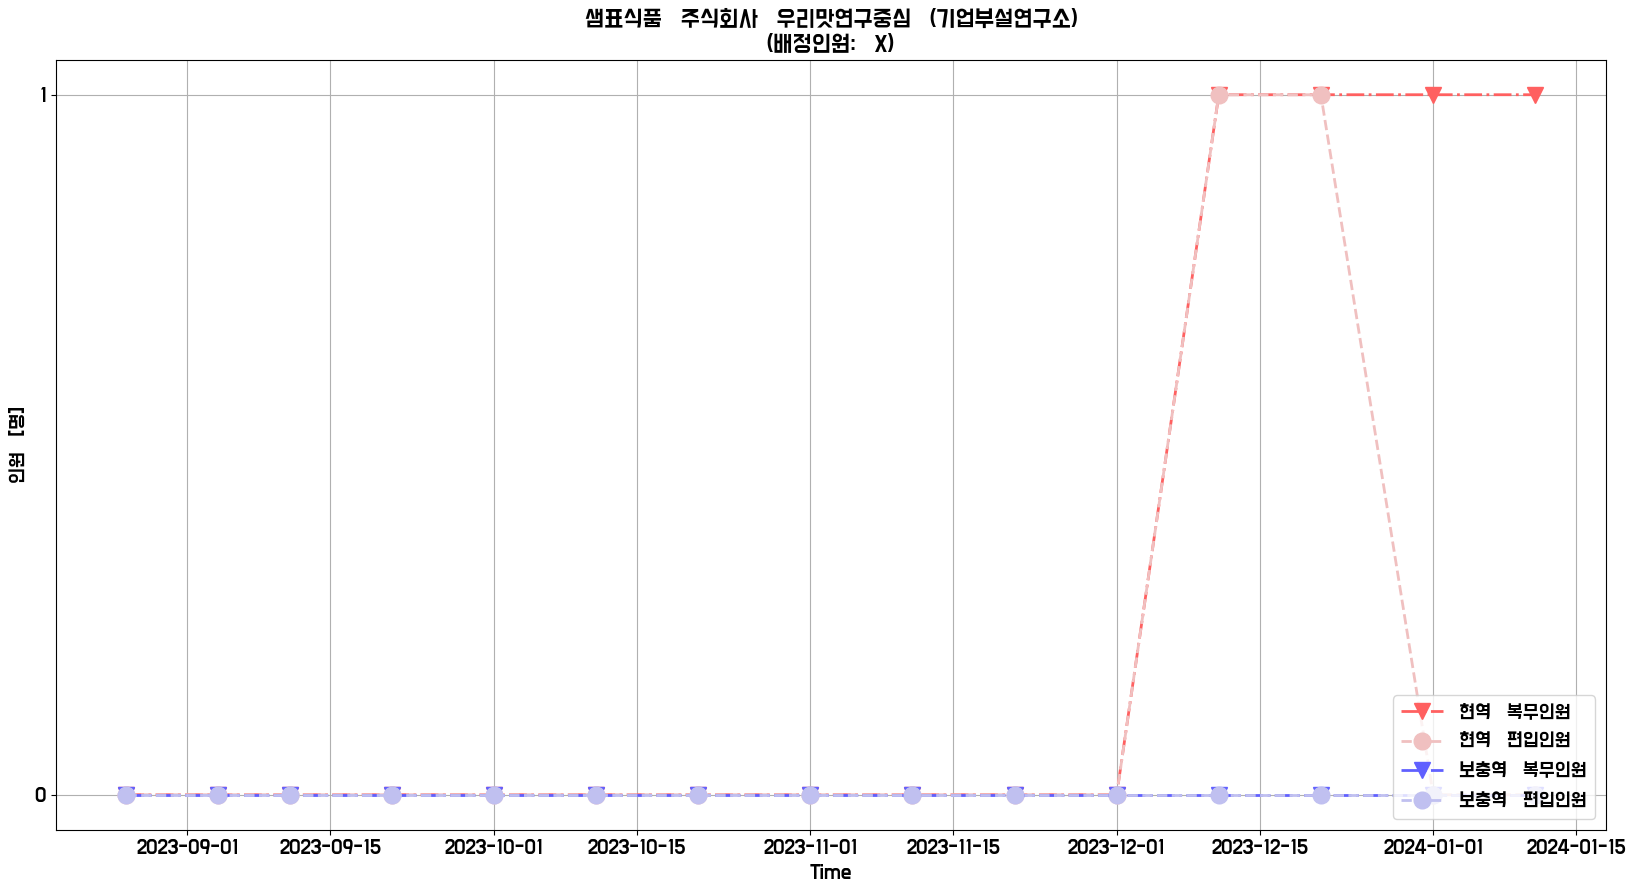 샘표식품 주식회사 우리맛연구중심 (기업부설연구소)
(배정인원: X)
인원 [명]
1
0
현역 복무인원
현역 편입인원
보충역 복무인원
보충역 편입인원
2023-09-01 2023-09-15 2023-10-01 2023-10-15 2023-11-01 2023-11-15 2023-12-01 2023-12-15 2024-01-01 2024-01-15
Time